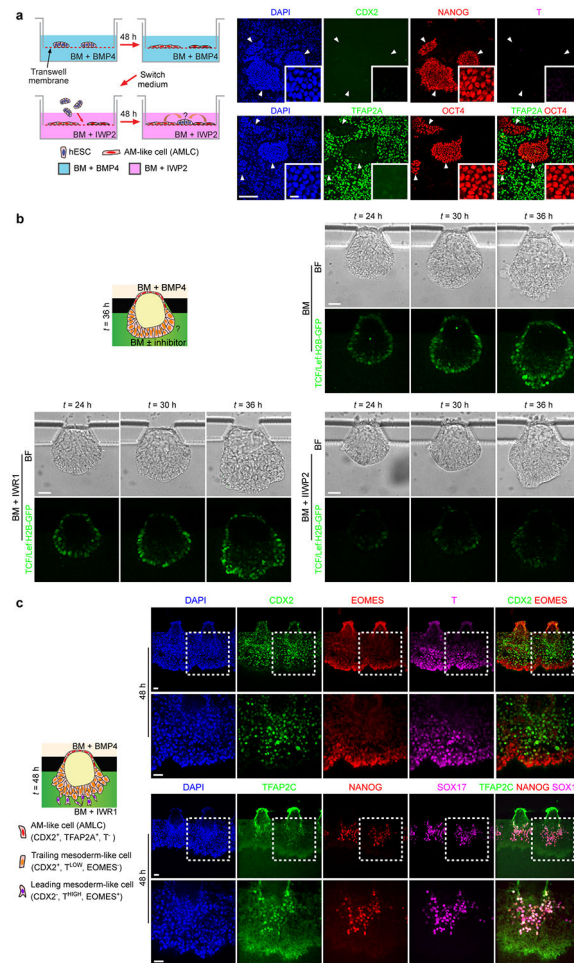 a
48 h
BM + BMP4
BM + BMP4
Transwell
membrane
Switch
medium
48 h
BM + IWP2
BM + IWP2
?
hESC
AM-like cell (AMLC)
BM + BMP4
BM + IWP2
DAPI
CDX2
NANOG
T
DAPI
TFAP2A
OCT4
TFAP2A OCT4
b
BM + BMP4
t = 36 h
?
BM ± inhibitor
t = 24 h
t = 30 h
t = 36 h
BF
BM
TCF/Lef:H2B-GFP
t = 24 h
t = 30 h
t = 36 h
BF
BM + IWR1
TCF/Lef:H2B-GFP
t = 24 h
t = 30 h
t = 36 h
BF
BM + IIWP2
TCF/Lef:H2B-GFP
c
DAPI
CDX2
EOMES
T
CDX2 EOMES
48 h
BM + BMP4
t = 48 h
BM + IWR1
AM-like cell (AMLC)
(CDX2⁺, TFAP2A⁺, T⁻)
Trailing mesoderm-like cell
(CDX2⁺, Tᴸᴼᵂ, EOMES⁻)
Leading mesoderm-like cell
(CDX2⁻, Tᴴᴵᴳᴴ, EOMES⁺)
DAPI
TFAP2C
NANOG
SOX17
TFAP2C NANOG SOX1
48 h